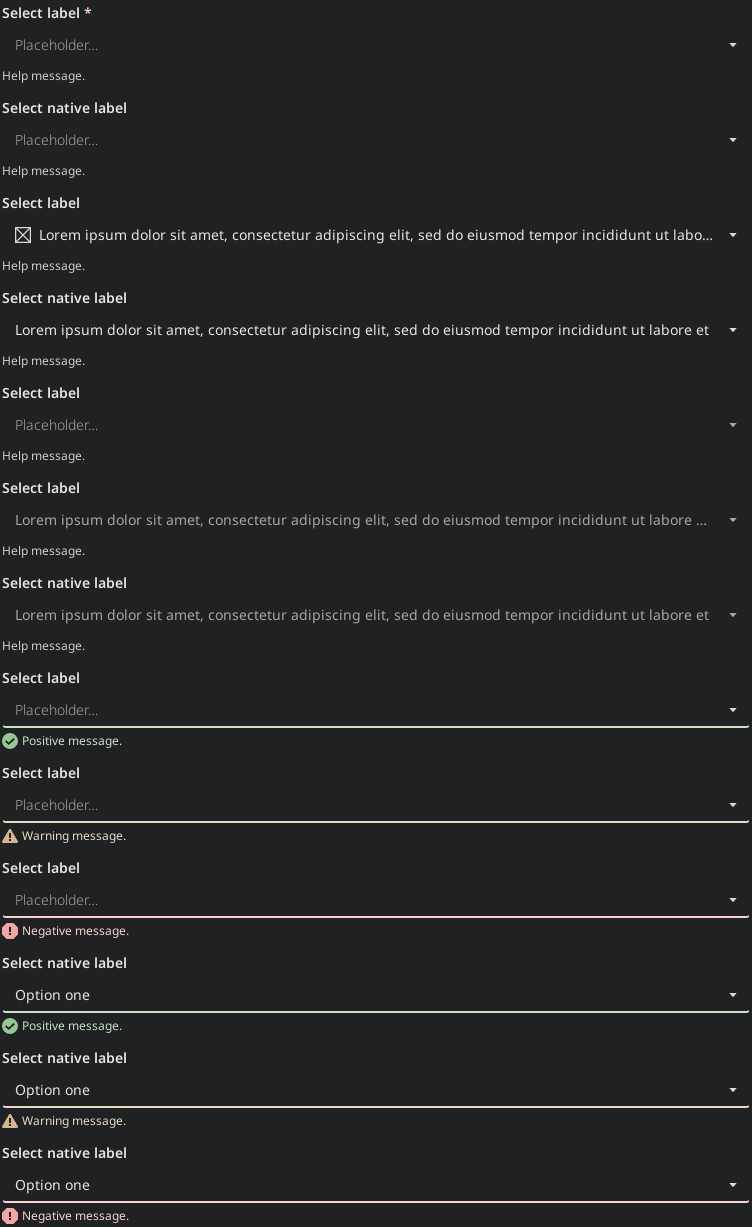 Select label *
Placeholder...
Help message.
Select native label
Placeholder...
Help message.
Select label
Lorem ipsum dolor sit amet, consectetur adipiscing elit, sed do eiusmod tempor incididunt ut labo...
Help message.
Select native label
Lorem ipsum dolor sit amet, consectetur adipiscing elit, sed do eiusmod tempor incididunt ut labore et
Help message.
Select label
Placeholder...
Help message.
Select label
Lorem ipsum dolor sit amet, consectetur adipiscing elit, sed do eiusmod tempor incididunt ut labore ...
Help message.
Select native label
Lorem ipsum dolor sit amet, consectetur adipiscing elit, sed do eiusmod tempor incididunt ut labore et
Help message.
Select label
Placeholder...
Positive message.
Select label
Placeholder...
Warning message.
Select label
Placeholder...
Negative message.
Select native label
Option one
Positive message.
Select native label
Option one
Warning message.
Select native label
Option one
Negative message.